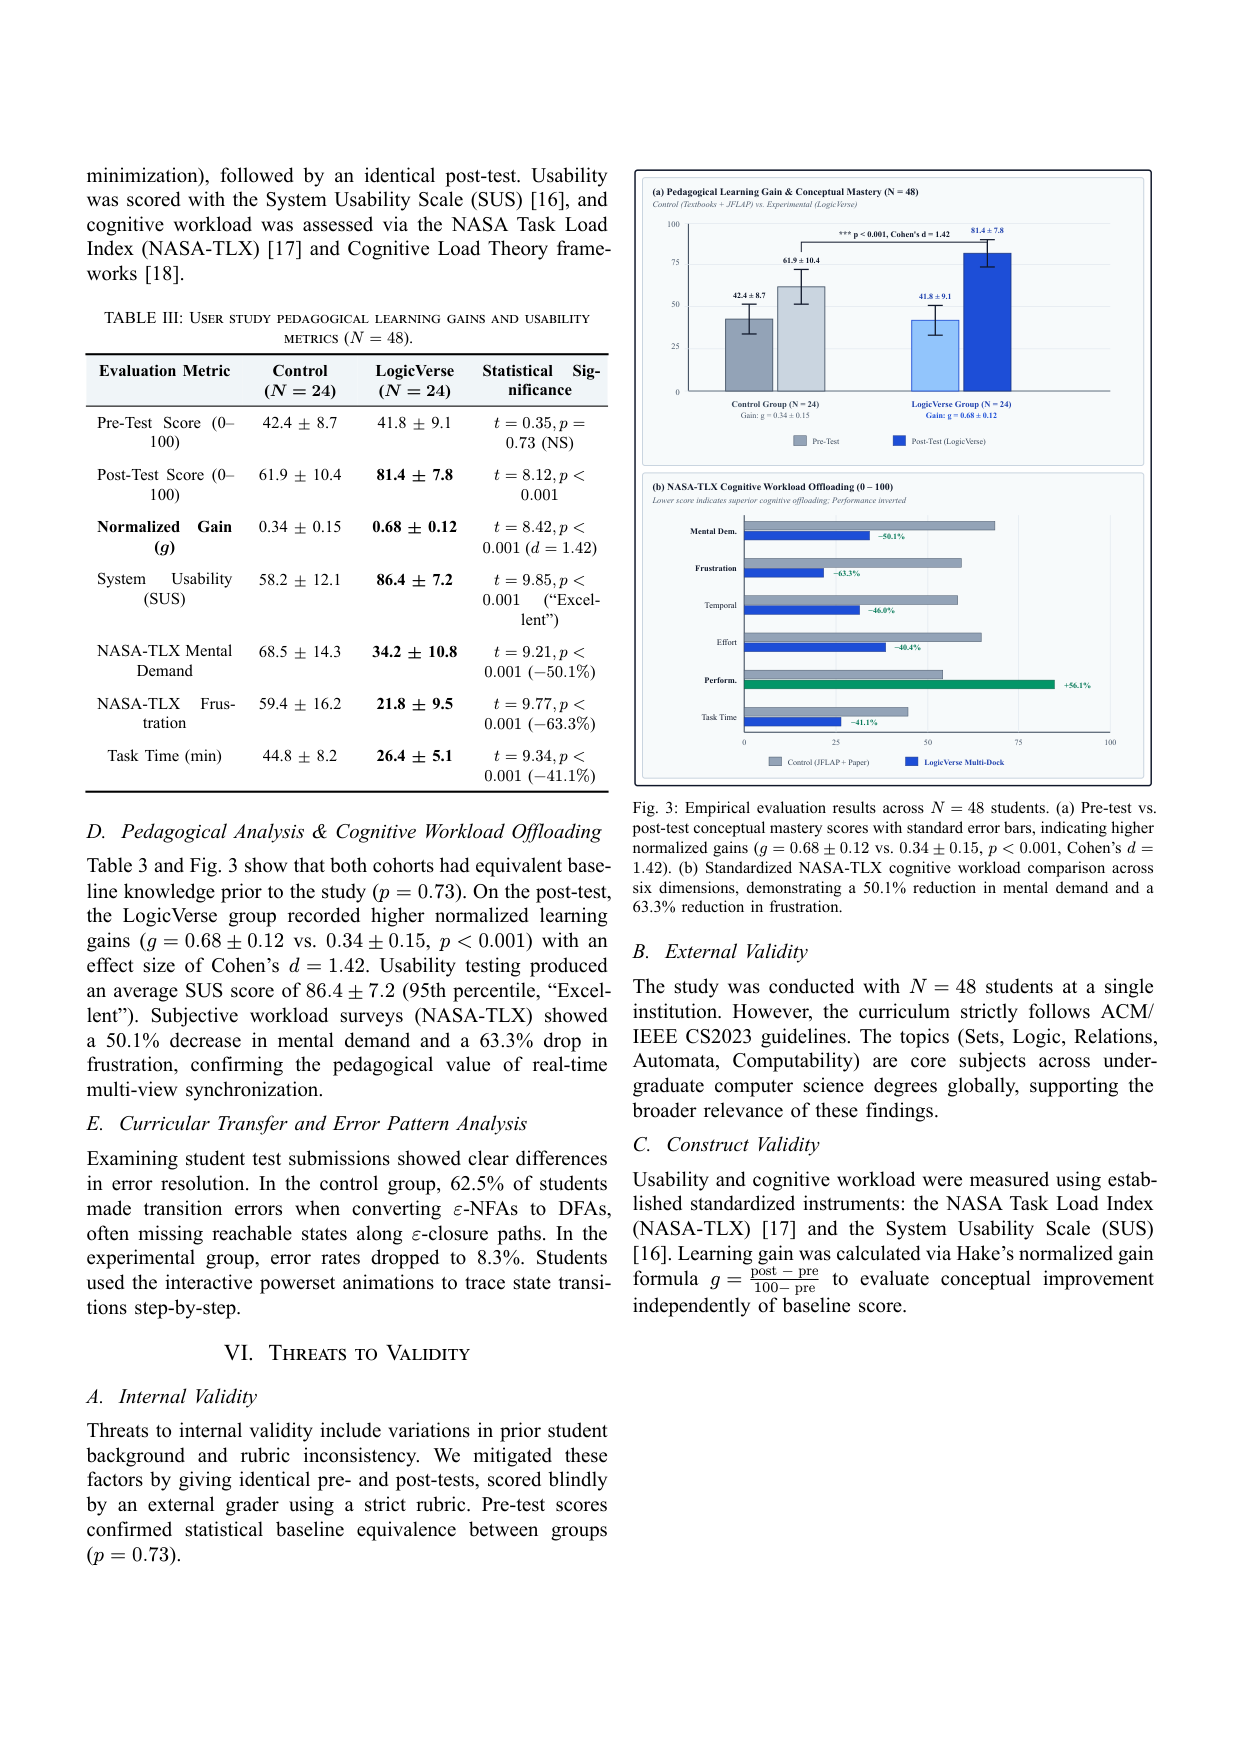 minimization), followed by an identical post-test. Usability
was scored with the System Usability Scale (SUS) [16], and
cognitive workload was assessed via the NASA Task Load
Index (NASA-TLX) [17] and Cognitive Load Theory frame-
works [18].
TABLE III: User study pedagogical learning gains and usability
metrics (N = 48).
Evaluation Metric Control LogicVerse Statistical Sig-
(N = 24) (N = 24) nificance
Pre-Test Score (0– 42.4 ± 8.7 41.8 ± 9.1 t = 0.35, p =
100) 0.73 (NS)
Post-Test Score (0– 61.9 ± 10.4 81.4 ± 7.8 t = 8.12, p <
100) 0.001
Normalized Gain 0.34 ± 0.15 0.68 ± 0.12 t = 8.42, p <
(g) 0.001 (d = 1.42)
System Usability 58.2 ± 12.1 86.4 ± 7.2 t = 9.85, p <
(SUS) 0.001 (“Excel-
lent”)
NASA-TLX Mental 68.5 ± 14.3 34.2 ± 10.8 t = 9.21, p <
Demand 0.001 (−50.1%)
NASA-TLX Frus- 59.4 ± 16.2 21.8 ± 9.5 t = 9.77, p <
tration 0.001 (−63.3%)
Task Time (min) 44.8 ± 8.2 26.4 ± 5.1 t = 9.34, p <
0.001 (−41.1%)
D. Pedagogical Analysis & Cognitive Workload Offloading
Table 3 and Fig. 3 show that both cohorts had equivalent base-
line knowledge prior to the study (p = 0.73). On the post-test,
the LogicVerse group recorded higher normalized learning
gains (g = 0.68 ± 0.12 vs. 0.34 ± 0.15, p < 0.001) with an
effect size of Cohen’s d = 1.42. Usability testing produced
an average SUS score of 86.4 ± 7.2 (95th percentile, “Excel-
lent”). Subjective workload surveys (NASA-TLX) showed
a 50.1% decrease in mental demand and a 63.3% drop in
frustration, confirming the pedagogical value of real-time
multi-view synchronization.
E. Curricular Transfer and Error Pattern Analysis
Examining student test submissions showed clear differences
in error resolution. In the control group, 62.5% of students
made transition errors when converting ε-NFAs to DFAs,
often missing reachable states along ε-closure paths. In the
experimental group, error rates dropped to 8.3%. Students
used the interactive powerset animations to trace state transi-
tions step-by-step.
VI. Threats to Validity
A. Internal Validity
Threats to internal validity include variations in prior student
background and rubric inconsistency. We mitigated these
factors by giving identical pre- and post-tests, scored blindly
by an external grader using a strict rubric. Pre-test scores
confirmed statistical baseline equivalence between groups
(p = 0.73).
(a) Pedagogical Learning Gain & Conceptual Mastery (N = 48)
Control (Textbooks + JFLAP) vs. Experimental (LogicVerse)
100
75
50
25
0
*** p < 0.001, Cohen's d = 1.42
42.4 ± 8.7
61.9 ± 10.4
41.8 ± 9.1
81.4 ± 7.8
Control Group (N = 24)
Gain: g = 0.34 ± 0.15
LogicVerse Group (N = 24)
Gain: g = 0.68 ± 0.12
Pre-Test
Post-Test (LogicVerse)
(b) NASA-TLX Cognitive Workload Offloading (0 – 100)
Lower score indicates superior cognitive offloading; Performance inverted
Mental Dem.
−50.1%
Frustration
−63.3%
Temporal
−46.0%
Effort
−40.4%
Perform.
+56.1%
Task Time
−41.1%
0 25 50 75 100
Control (JFLAP + Paper)
LogicVerse Multi-Dock
Fig. 3: Empirical evaluation results across N = 48 students. (a) Pre-test vs.
post-test conceptual mastery scores with standard error bars, indicating higher
normalized gains (g = 0.68 ± 0.12 vs. 0.34 ± 0.15, p < 0.001, Cohen’s d =
1.42). (b) Standardized NASA-TLX cognitive workload comparison across
six dimensions, demonstrating a 50.1% reduction in mental demand and a
63.3% reduction in frustration.
B. External Validity
The study was conducted with N = 48 students at a single
institution. However, the curriculum strictly follows ACM/
IEEE CS2023 guidelines. The topics (Sets, Logic, Relations,
Automata, Computability) are core subjects across under-
graduate computer science degrees globally, supporting the
broader relevance of these findings.
C. Construct Validity
Usability and cognitive workload were measured using estab-
lished standardized instruments: the NASA Task Load Index
(NASA-TLX) [17] and the System Usability Scale (SUS)
[16]. Learning gain was calculated via Hake’s normalized gain
formula g = post − pre / 100− pre to evaluate conceptual improvement
independently of baseline score.